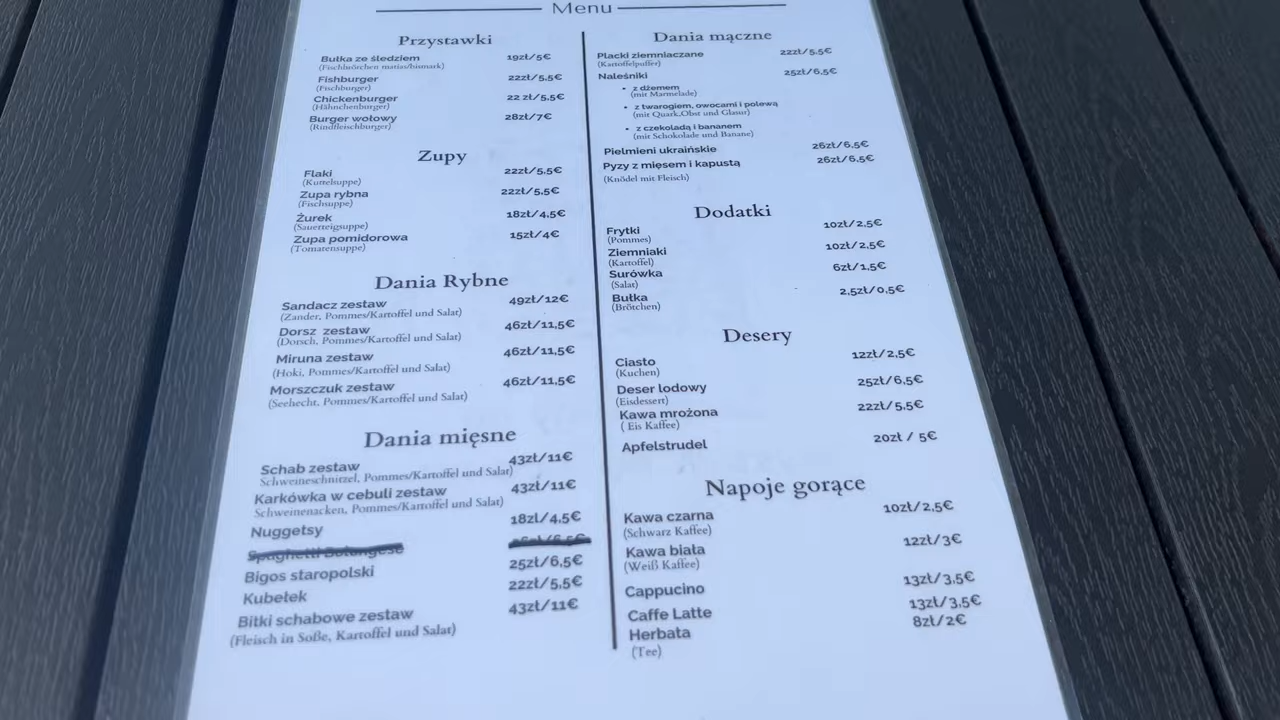 Menu
Przystawki
Bułka ze śledziem 19zł/5€
(Fischbrörchen matias/bismark)
Fishburger 22zł/5,5€
(Fischburger)
Chickenburger 22 zł/5,5€
(Hähnchenburger)
Burger wołowy 28zł/7€
(Rindfleischburger)
Zupy
Flaki 22zł/5,5€
(Kuttelsuppe)
Zupa rybna 22zł/5,5€
(Fischsuppe)
Żurek 18zł/4,5€
(Sauerteigsuppe)
Zupa pomidorowa 15zł/4€
(Tomatensuppe)
Dania Rybne
Sandacz zestaw 49zł/12€
(Zander, Pommes/Kartoffel und Salat)
Dorsz zestaw 46zł/11,5€
(Dorsch, Pommes/Kartoffel und Salat)
Miruna zestaw 46zł/11,5€
(Hoki, Pommes/Kartoffel und Salat)
Morszczuk zestaw 46zł/11,5€
(Seehecht, Pommes/Kartoffel und Salat)
Dania mięsne
Schab zestaw 43zł/11€
Schweineschnitzel, Pommes/Kartoffel und Salat)
Karkówka w cebuli zestaw 43zł/11€
Schweinenacken, Pommes/Kartoffel und Salat)
Nuggetsy 18zł/4,5€
Spaghetti Bolongese
Bigos staropolski 25zł/6,5€
Kubełek 22zł/5,5€
Bitki schabowe zestaw 43zł/11€
(Fleisch in Soße, Kartoffel und Salat)
Dania mączne
Placki ziemniaczane 22zł/5,5€
(Kartoffelpuffer)
Naleśniki 25zł/6,5€
• z dżemem
(mit Marmelade)
• z twarogiem, owocami i polewą
(mit Quark,Obst und Glasur)
• z czekoladą i bananem
(mit Schokolade und Banane)
Pielmieni ukraińskie 26zł/6,5€
Pyzy z mięsem i kapustą 26zł/6,5€
(Knödel mit Fleisch)
Dodatki
Frytki 10zł/2,5€
(Pommes)
Ziemniaki 10zł/2,5€
(Kartoffel)
Surówka 6zł/1,5€
(Salat)
Bułka 2,5zł/0,5€
(Brötchen)
Desery
Ciasto 12zł/2,5€
(Kuchen)
Deser lodowy 25zł/6,5€
(Eisdessert)
Kawa mrożona 22zł/5,5€
( Eis Kaffee)
Apfelstrudel 20zł / 5€
Napoje gorące
Kawa czarna 10zł/2,5€
(Schwarz Kaffee)
Kawa biała 12zł/3€
(Weiß Kaffee)
Cappucino 13zł/3,5€
Caffe Latte 13zł/3,5€
Herbata 8zł/2€
(Tee)